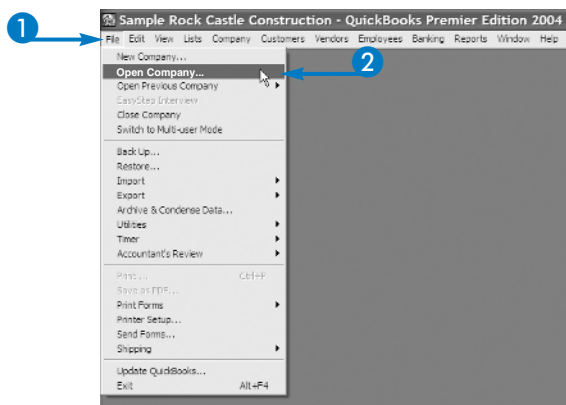 Sample Rock Castle Construction - QuickBooks Premier Edition 2004
1
File Edit View Lists Company Customers Vendors Employees Banking Reports Window Help
New Company...
Open Company...
2
Open Previous Company
EasyStep Interview
Close Company
Switch to Multi-user Mode
Back Up...
Restore...
Import
Export
Archive & Condense Data...
Utilities
Timer
Accountant's Review
Print... Ctrl+P
Save as PDF...
Print Forms
Printer Setup...
Send Forms...
Shipping
Update QuickBooks...
Exit Alt+F4